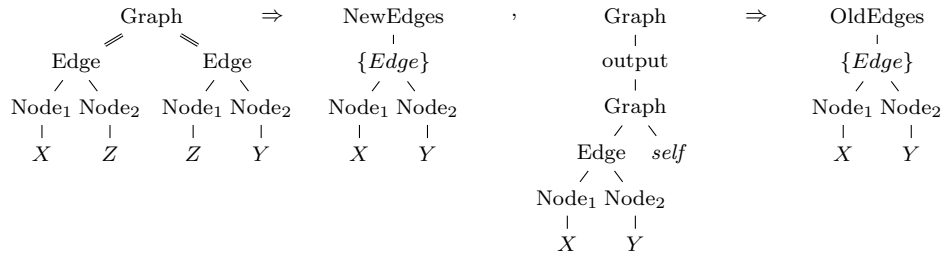 Graph ⇒ NewEdges , Graph ⇒ OldEdges
Edge Edge {Edge} output {Edge}
Node₁ Node₂ Node₁ Node₂ Node₁ Node₂ Graph Node₁ Node₂
X Z Z Y X Y Edge self X Y
Node₁ Node₂
X Y